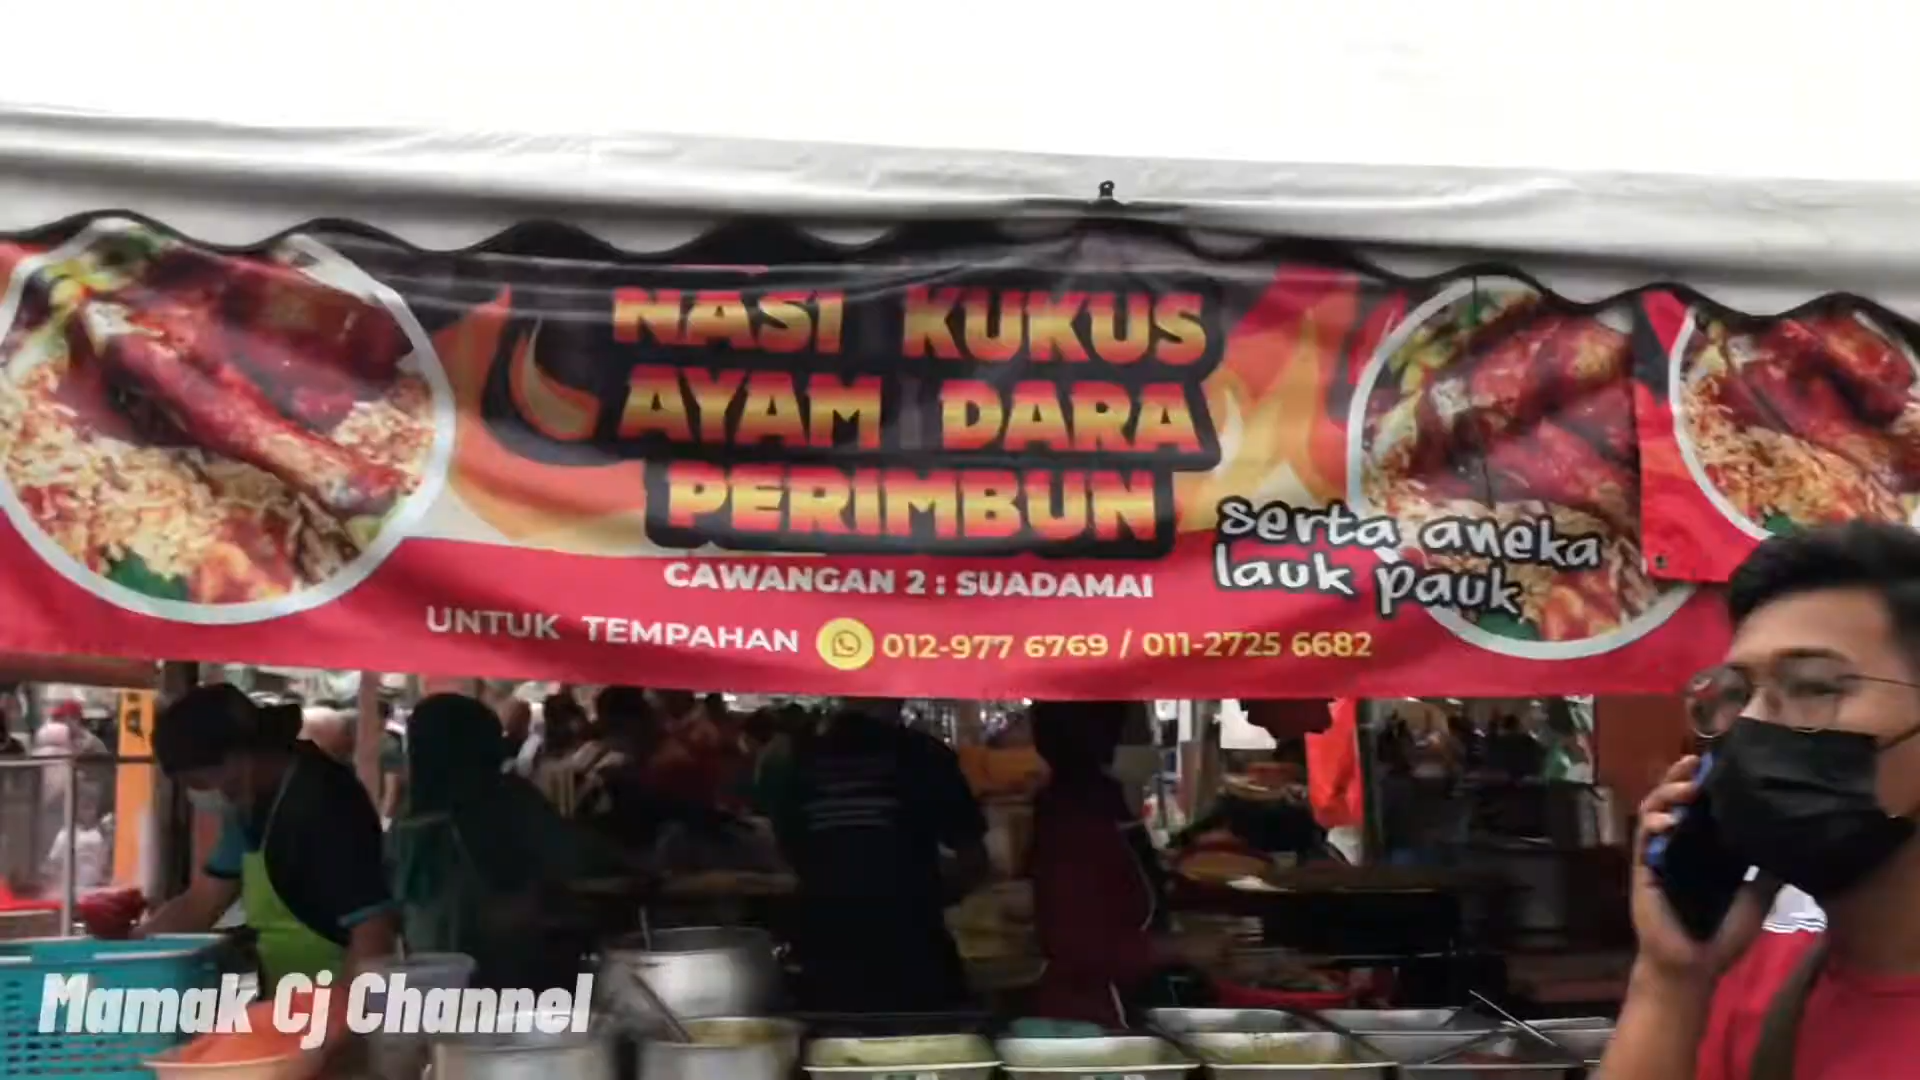 NASI KUKUS
AYAM DARA
PERIMBUN
serta aneka
lauk pauk
CAWANGAN 2 : SUADAMAI
UNTUK TEMPAHAN 012-977 6769 / 011-2725 6682
Mamak Cj Channel